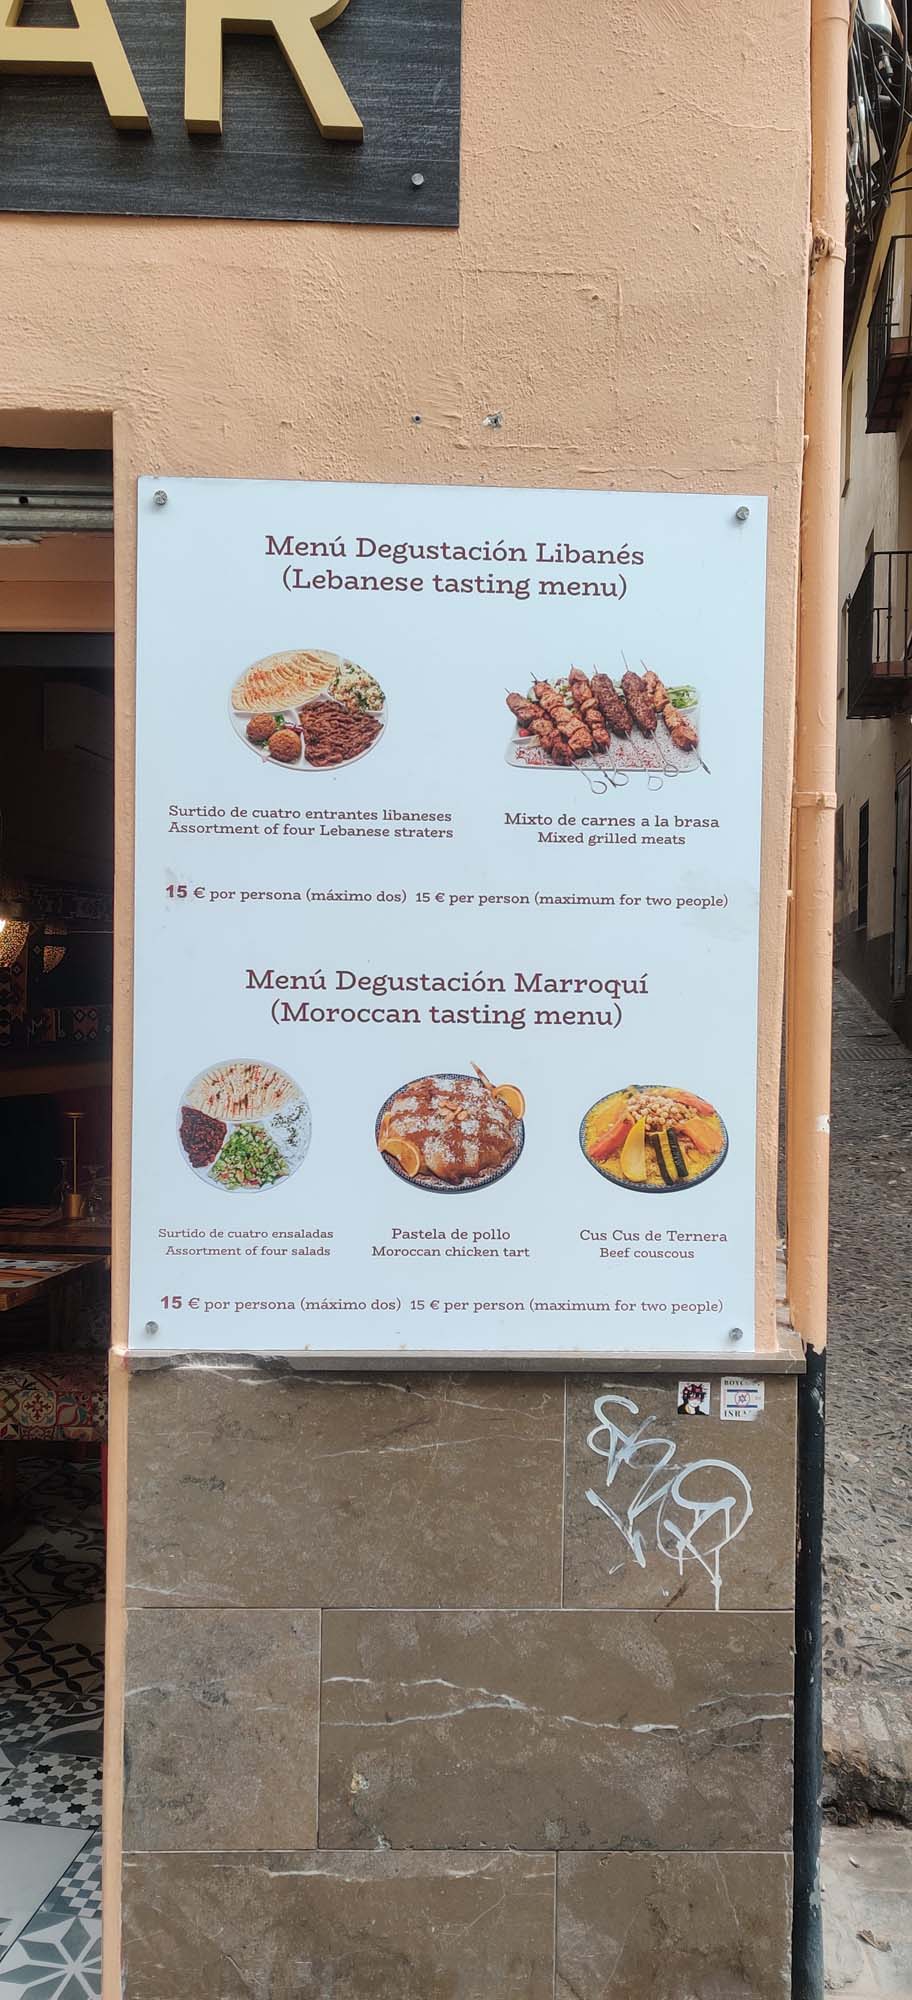 AR
Menú Degustación Libanés
(Lebanese tasting menu)
Surtido de cuatro entrantes libaneses
Assortment of four Lebanese straters
Mixto de carnes a la brasa
Mixed grilled meats
15 € por persona (máximo dos) 15 € per person (maximum for two people)
Menú Degustación Marroquí
(Moroccan tasting menu)
Surtido de cuatro ensaladas
Assortment of four salads
Pastela de pollo
Moroccan chicken tart
Cus Cus de Ternera
Beef couscous
15 € por persona (máximo dos) 15 € per person (maximum for two people)